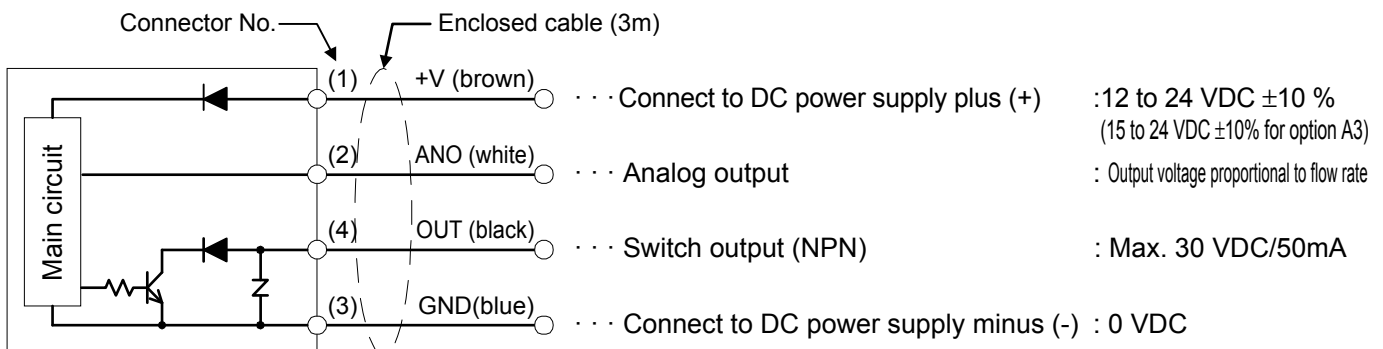 Connector No. Enclosed cable (3m)
(1) +V (brown) · · · Connect to DC power supply plus (+) :12 to 24 VDC ±10 %
(15 to 24 VDC ±10% for option A3)
(2) ANO (white) · · · Analog output : Output voltage proportional to flow rate
Main circuit
(4) OUT (black) · · · Switch output (NPN) : Max. 30 VDC/50mA
(3) GND(blue) · · · Connect to DC power supply minus (-) : 0 VDC